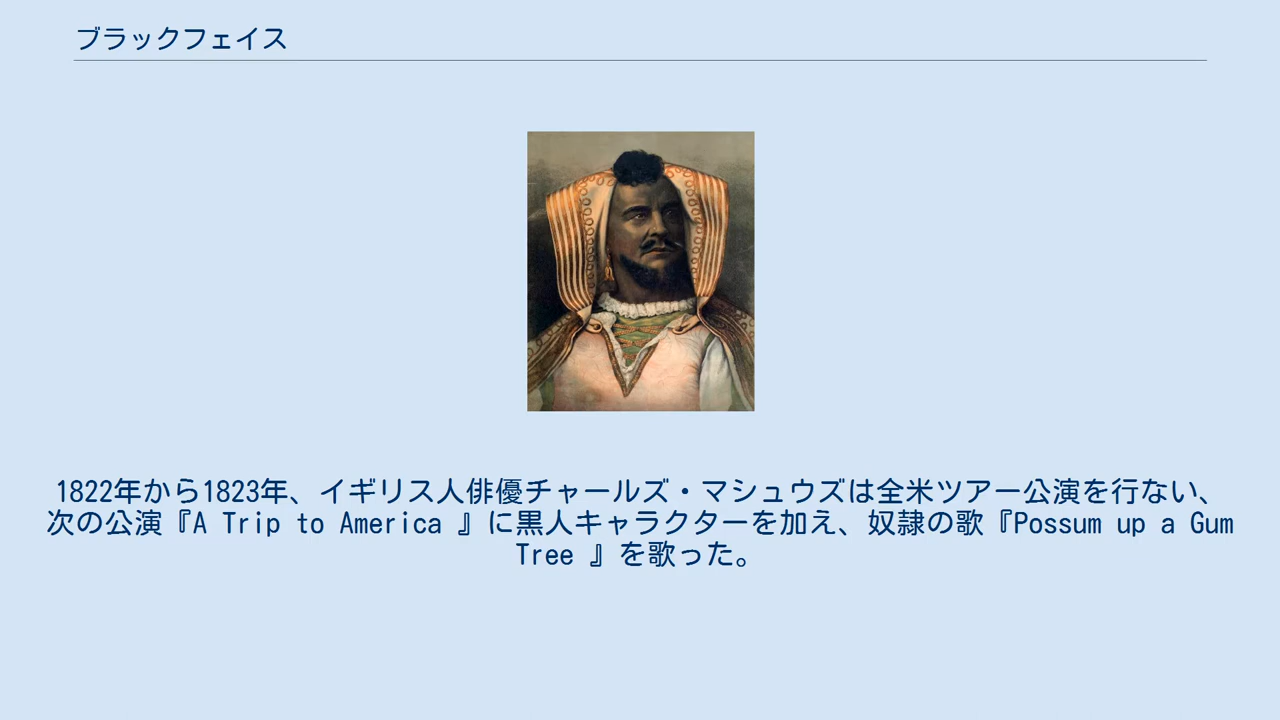 ブラックフェイス
1822年から1823年、イギリス人俳優チャールズ・マシュウズは全米ツアー公演を行ない、
次の公演『A Trip to America 』に黒人キャラクターを加え、奴隷の歌『Possum up a Gum
Tree 』を歌った。